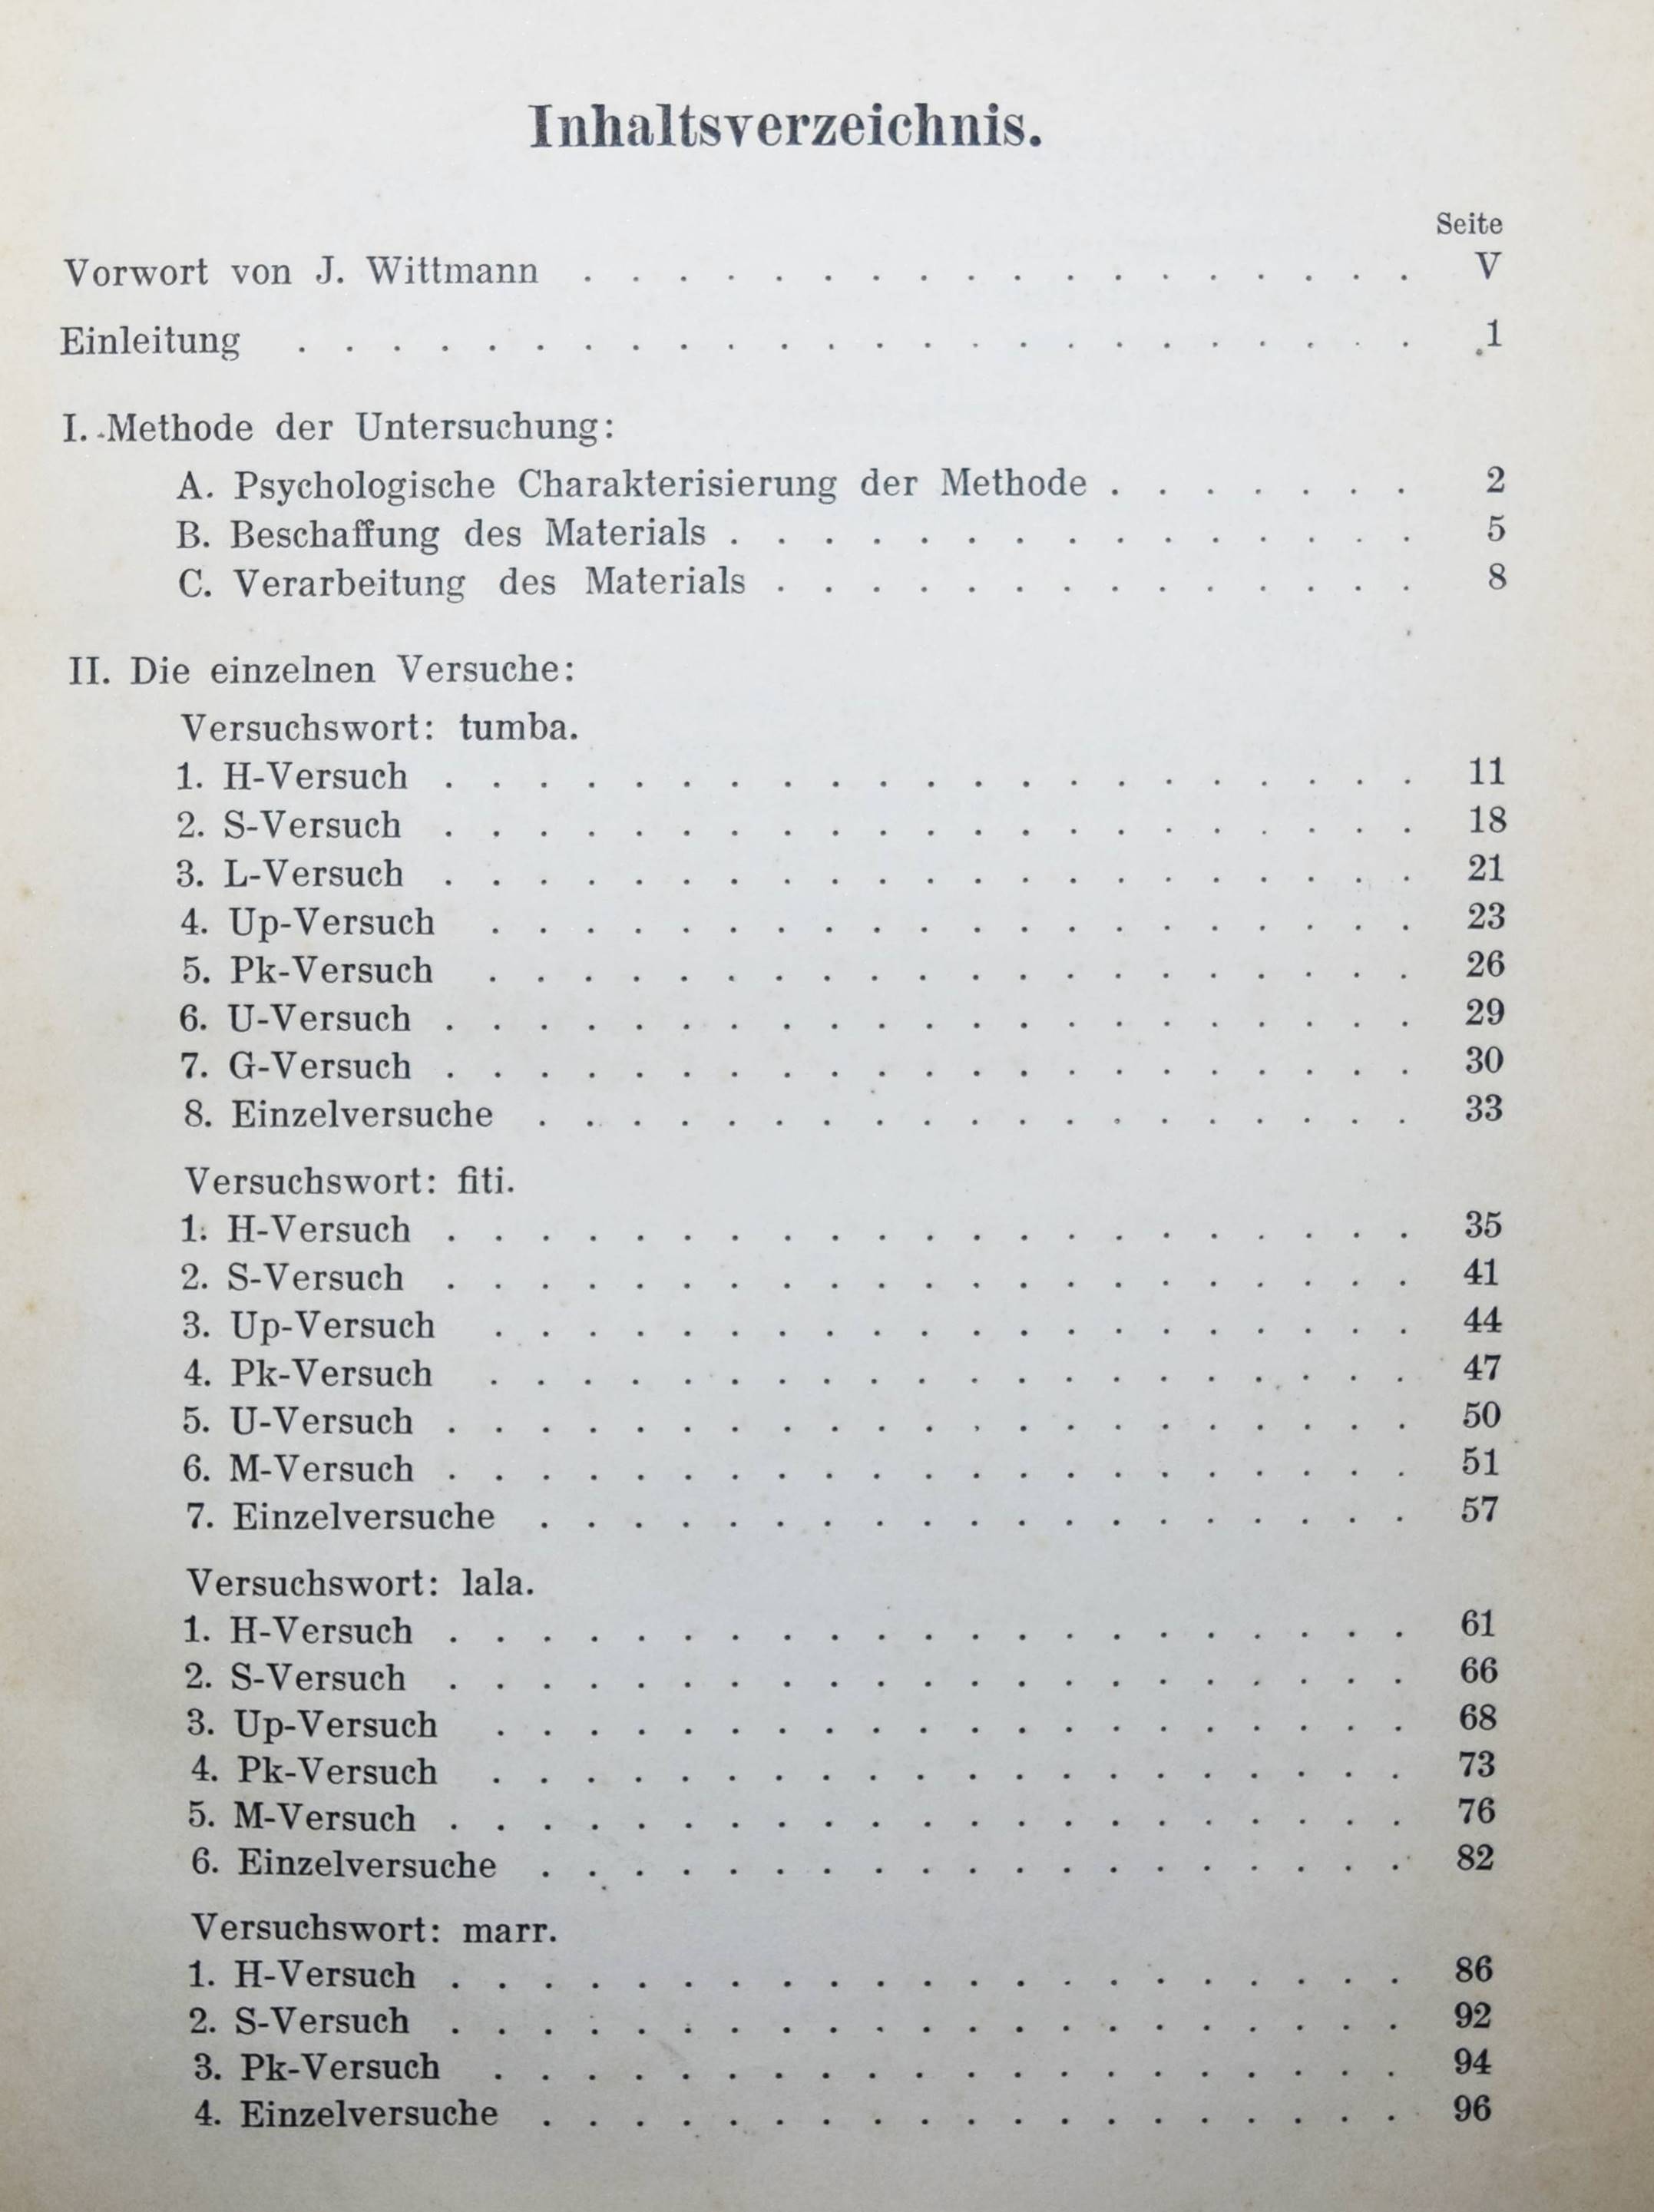 Inhaltsverzeichnis.
Seite
Vorwort von J. Wittmann . . . . . . . . . . . . . . . . . . V
Einleitung . . . . . . . . . . . . . . . . . . . . . . . . 1
I. Methode der Untersuchung:
A. Psychologische Charakterisierung der Methode . . . . . . . 2
B. Beschaffung des Materials . . . . . . . . . . . . . . . 5
C. Verarbeitung des Materials . . . . . . . . . . . . . . 8
II. Die einzelnen Versuche:
Versuchswort: tumba.
1. H-Versuch . . . . . . . . . . . . . . . . . . . . . 11
2. S-Versuch . . . . . . . . . . . . . . . . . . . . . 18
3. L-Versuch . . . . . . . . . . . . . . . . . . . . . 21
4. Up-Versuch . . . . . . . . . . . . . . . . . . . . 23
5. Pk-Versuch . . . . . . . . . . . . . . . . . . . . 26
6. U-Versuch . . . . . . . . . . . . . . . . . . . . . 29
7. G-Versuch . . . . . . . . . . . . . . . . . . . . . 30
8. Einzelversuche . . . . . . . . . . . . . . . . . . . 33
Versuchswort: fiti.
1. H-Versuch . . . . . . . . . . . . . . . . . . . . . 35
2. S-Versuch . . . . . . . . . . . . . . . . . . . . . 41
3. Up-Versuch . . . . . . . . . . . . . . . . . . . . 44
4. Pk-Versuch . . . . . . . . . . . . . . . . . . . . 47
5. U-Versuch . . . . . . . . . . . . . . . . . . . . . 50
6. M-Versuch . . . . . . . . . . . . . . . . . . . . . 51
7. Einzelversuche . . . . . . . . . . . . . . . . . . . 57
Versuchswort: lala.
1. H-Versuch . . . . . . . . . . . . . . . . . . . . . 61
2. S-Versuch . . . . . . . . . . . . . . . . . . . . . 66
3. Up-Versuch . . . . . . . . . . . . . . . . . . . . 68
4. Pk-Versuch . . . . . . . . . . . . . . . . . . . . 73
5. M-Versuch . . . . . . . . . . . . . . . . . . . . . 76
6. Einzelversuche . . . . . . . . . . . . . . . . . . . 82
Versuchswort: marr.
1. H-Versuch . . . . . . . . . . . . . . . . . . . . . 86
2. S-Versuch . . . . . . . . . . . . . . . . . . . . . 92
3. Pk-Versuch . . . . . . . . . . . . . . . . . . . . 94
4. Einzelversuche . . . . . . . . . . . . . . . . . . . 96